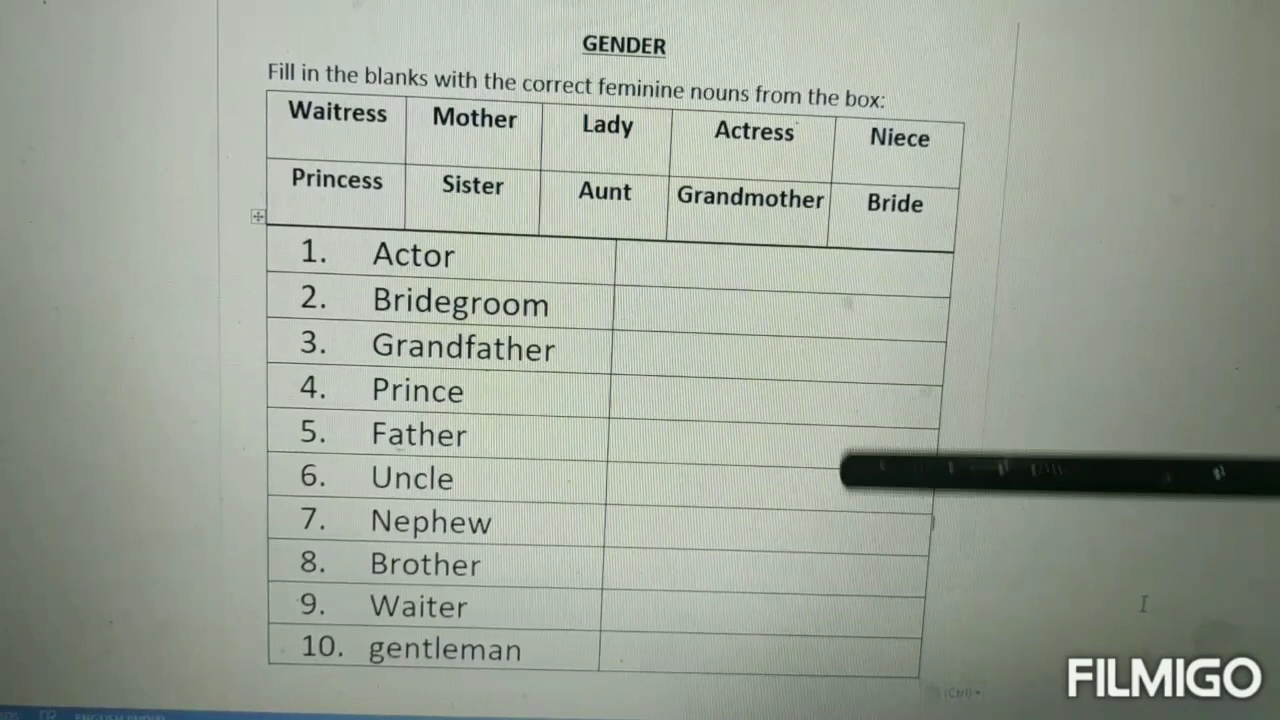 GENDER
Fill in the blanks with the correct feminine nouns from the box:
Waitress Mother Lady Actress Niece
Princess Sister Aunt Grandmother Bride
1. Actor
2. Bridegroom
3. Grandfather
4. Prince
5. Father
6. Uncle
7. Nephew
8. Brother
9. Waiter
10. gentleman
(Ctrl)
FILMIGO